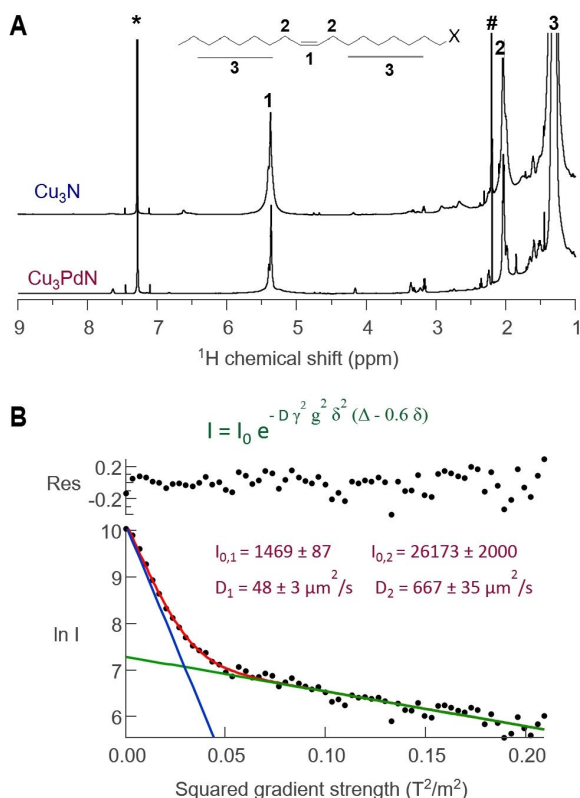 A
* 2 2 X # 3
3 1 3 2
1
Cu₃N
Cu₃PdN
9 8 7 6 5 4 3 2 1
¹H chemical shift (ppm)
B
I = I₀ e^(- D γ² g² δ² (Δ - 0.6 δ))
Res
0.2
-0.2
ln I
10
9
8
7
6
I₀,₁ = 1469 ± 87 I₀,₂ = 26173 ± 2000
D₁ = 48 ± 3 µm²/s D₂ = 667 ± 35 µm²/s
0.00 0.05 0.10 0.15 0.20
Squared gradient strength (T²/m²)